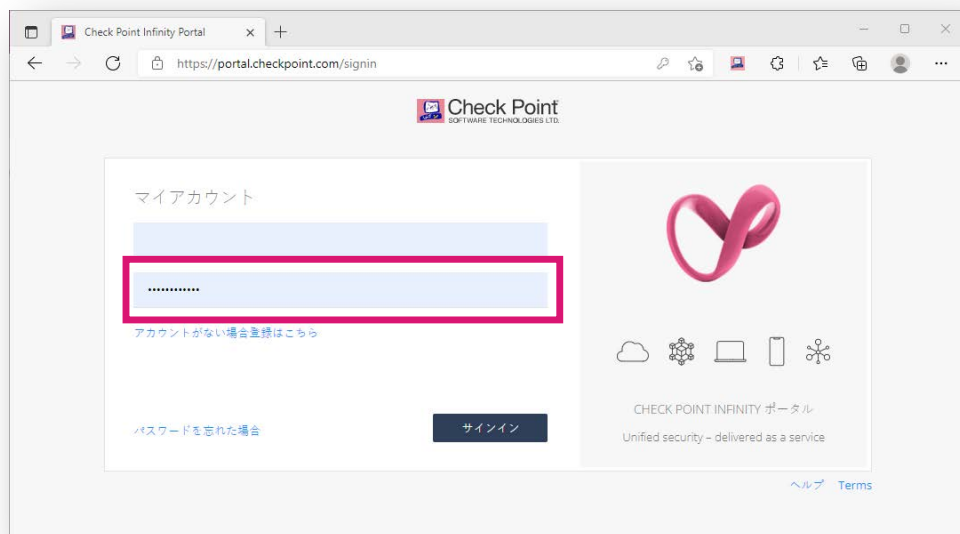 Check Point Infinity Portal
https://portal.checkpoint.com/signin
Check Point
SOFTWARE TECHNOLOGIES LTD.
マイアカウント
••••••••••••
アカウントがない場合登録はこちら
パスワードを忘れた場合
サインイン
CHECK POINT INFINITY ポータル
Unified security – delivered as a service
ヘルプ Terms